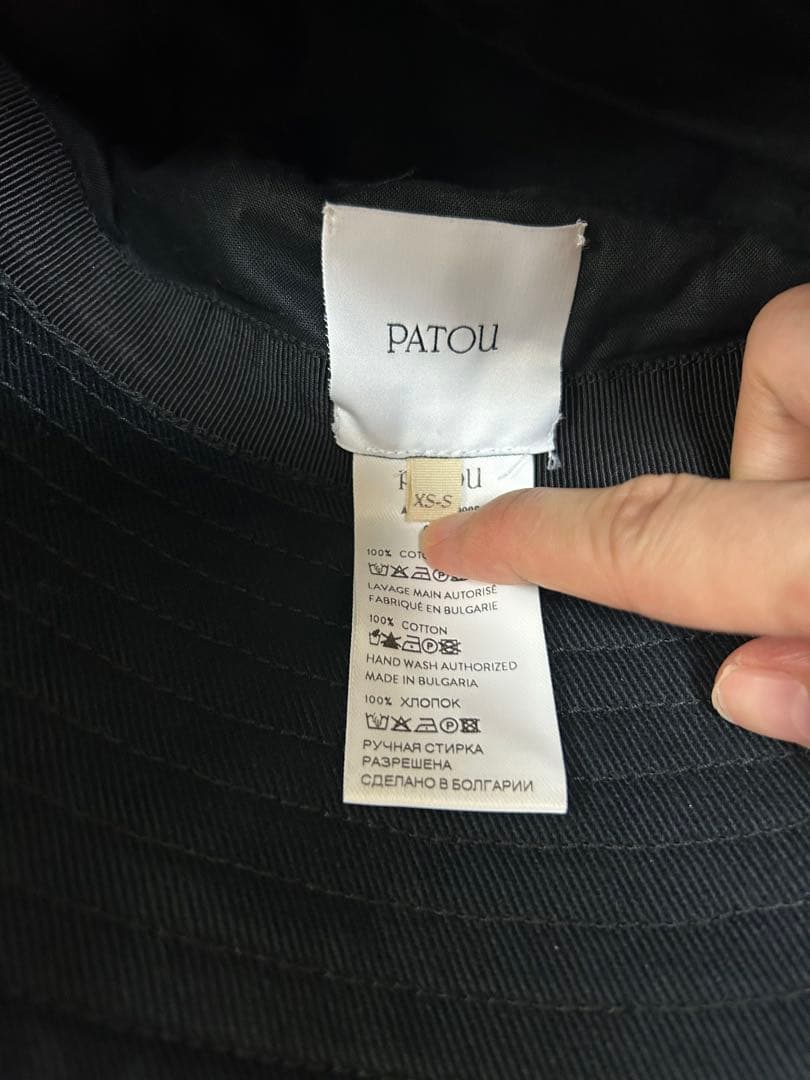 PATOU
XS-S
100%
LAVAGE MAIN AUTORISÉ
FABRIQUÉ EN BULGARIE
100% COTTON
HAND WASH AUTHORIZED
MADE IN BULGARIA
100% ХЛОПОК
РУЧНАЯ СТИРКА
РАЗРЕШЕНА
СДЕЛАНО В БОЛГАРИИ